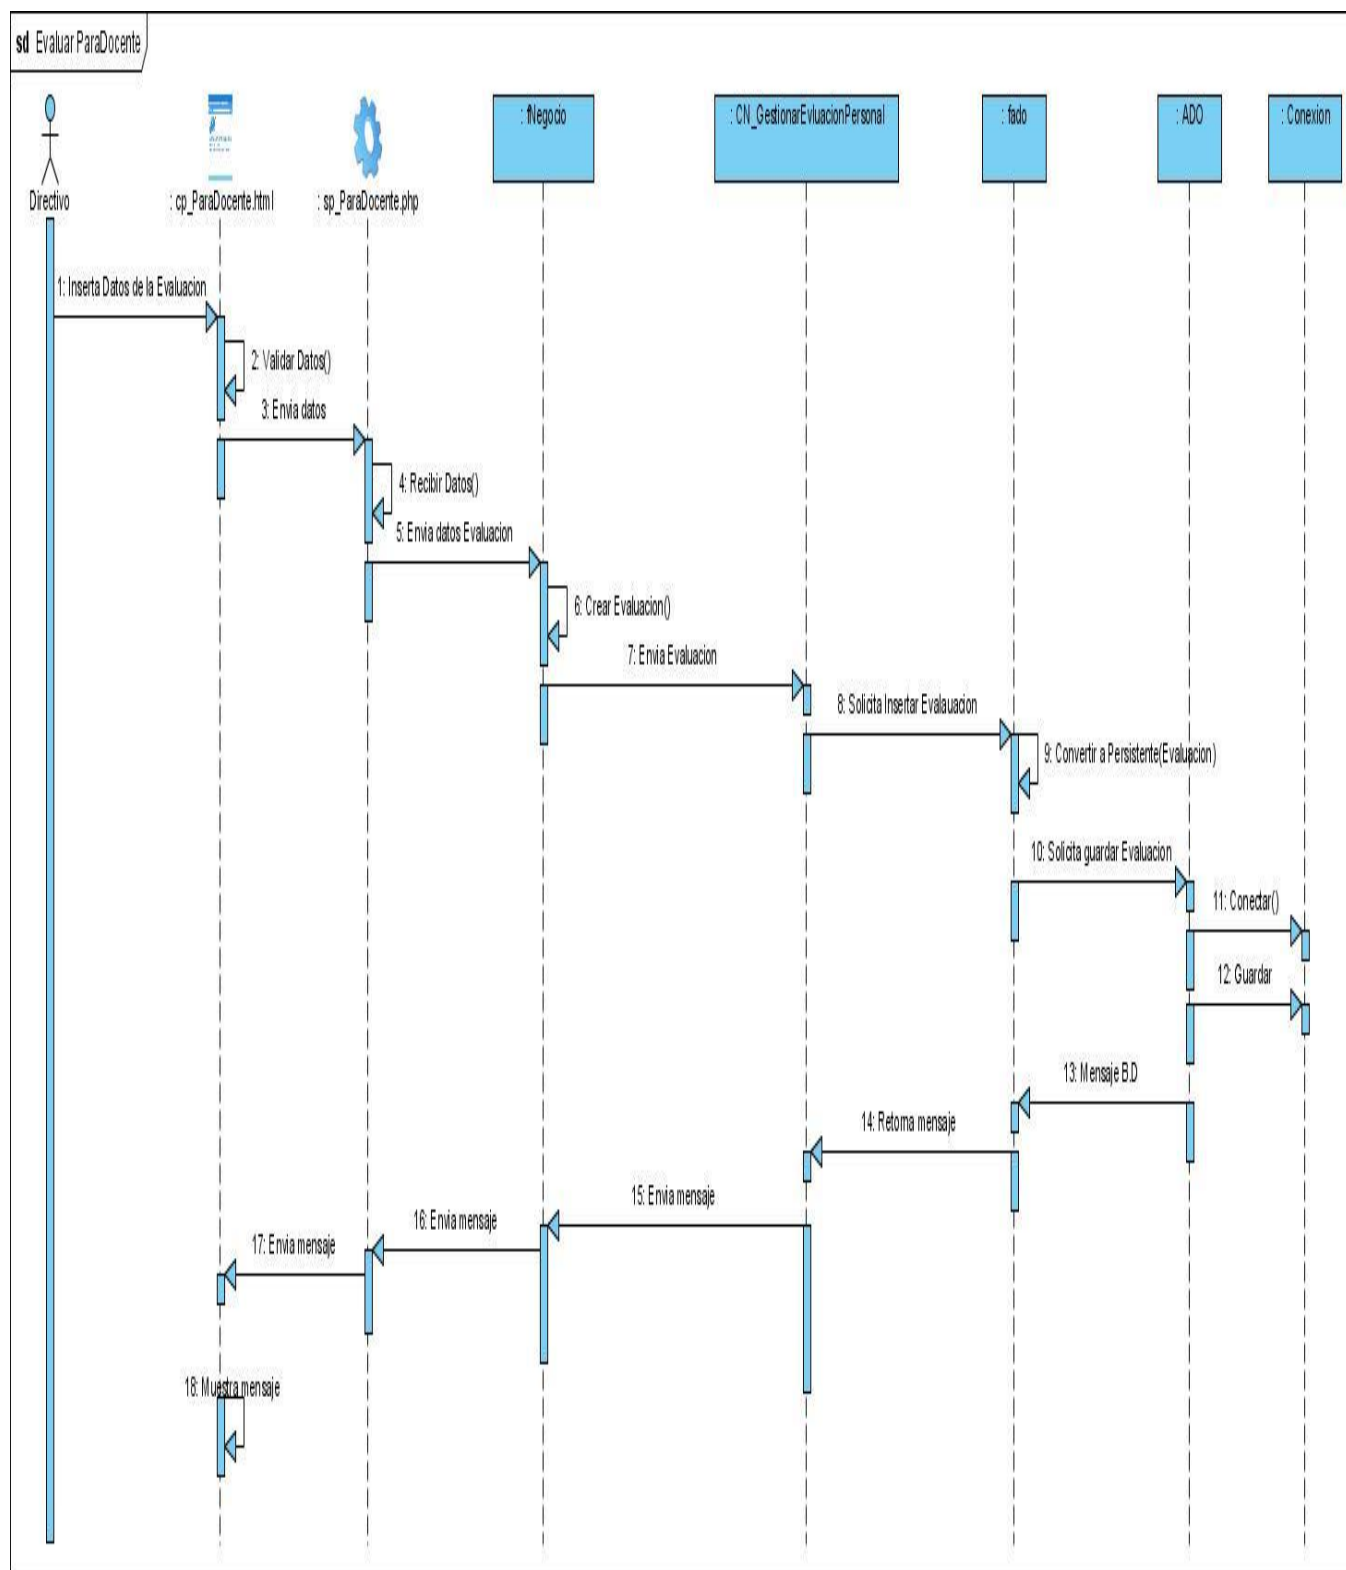 sd Evaluar ParaDocente
Directivo
: cp_ParaDocente.html
: sp_ParaDocente.php
: fNegocio
: CN_GestionarEvluacionPersonal
: fado
: ADO
: Conexion
1: Inserta Datos de la Evaluacion
2: Validar Datos()
3: Envia datos
4: Recibir Datos()
5: Envia datos Evaluacion
6: Crear Evaluacion()
7: Envia Evaluacion
8: Solicita Insertar Evalauacion
9: Convertir a Persistente(Evaluacion)
10: Solicita guardar Evaluacion
11: Conectar()
12: Guardar
13: Mensaje B.D
14: Retorna mensaje
15: Envia mensaje
16: Envia mensaje
17: Envia mensaje
18: Muestra mensaje